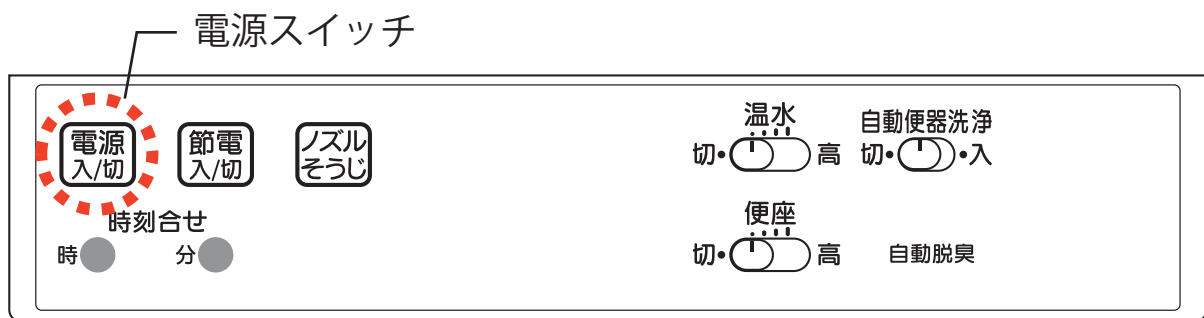 電源スイッチ
電源
入/切
節電
入/切
ノズル
そうじ
時刻合せ
時
分
温水
切
高
自動便器洗浄
切
入
便座
切
高
自動脱臭